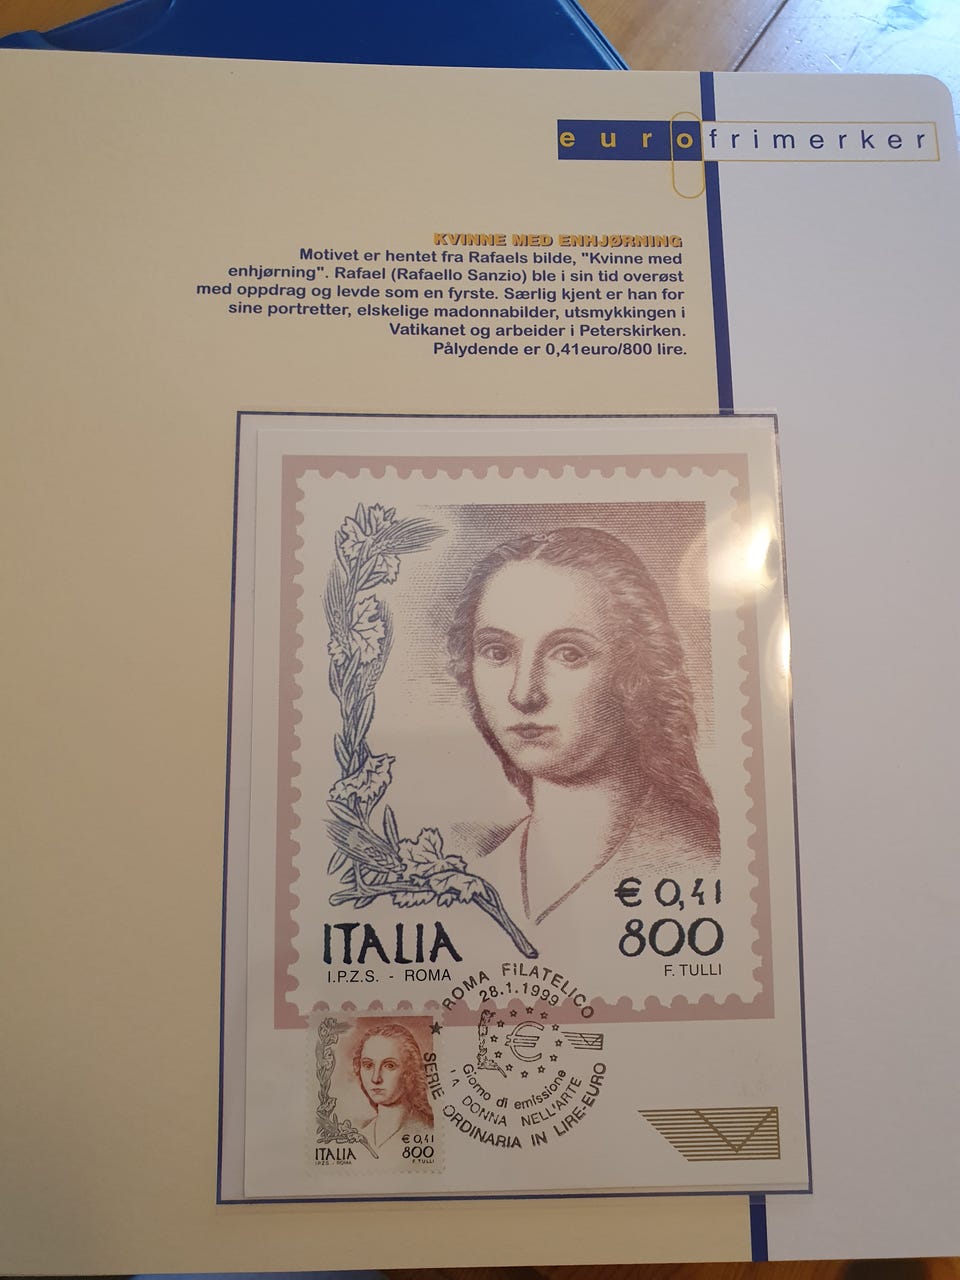 eurofrimerker
KVINNE MED ENHJØRNING
Motivet er hentet fra Rafaels bilde, "Kvinne med
enhjørning". Rafael (Rafaello Sanzio) ble i sin tid overøst
med oppdrag og levde som en fyrste. Særlig kjent er han for
sine portretter, elskelige madonnabilder, utsmykkingen i
Vatikanet og arbeider i Peterskirken.
Pålydende er 0,41euro/800 lire.
€ 0,41
ITALIA 800
I.P.Z.S. - ROMA F. TULLI
ROMA FILATELICO
28.1.1999
€
Giorno di emissione
LA DONNA NELL'ARTE
SERIE ORDINARIA IN LIRE-EURO
€ 0,41
ITALIA 800
I.P.Z.S. - ROMA F. TULLI